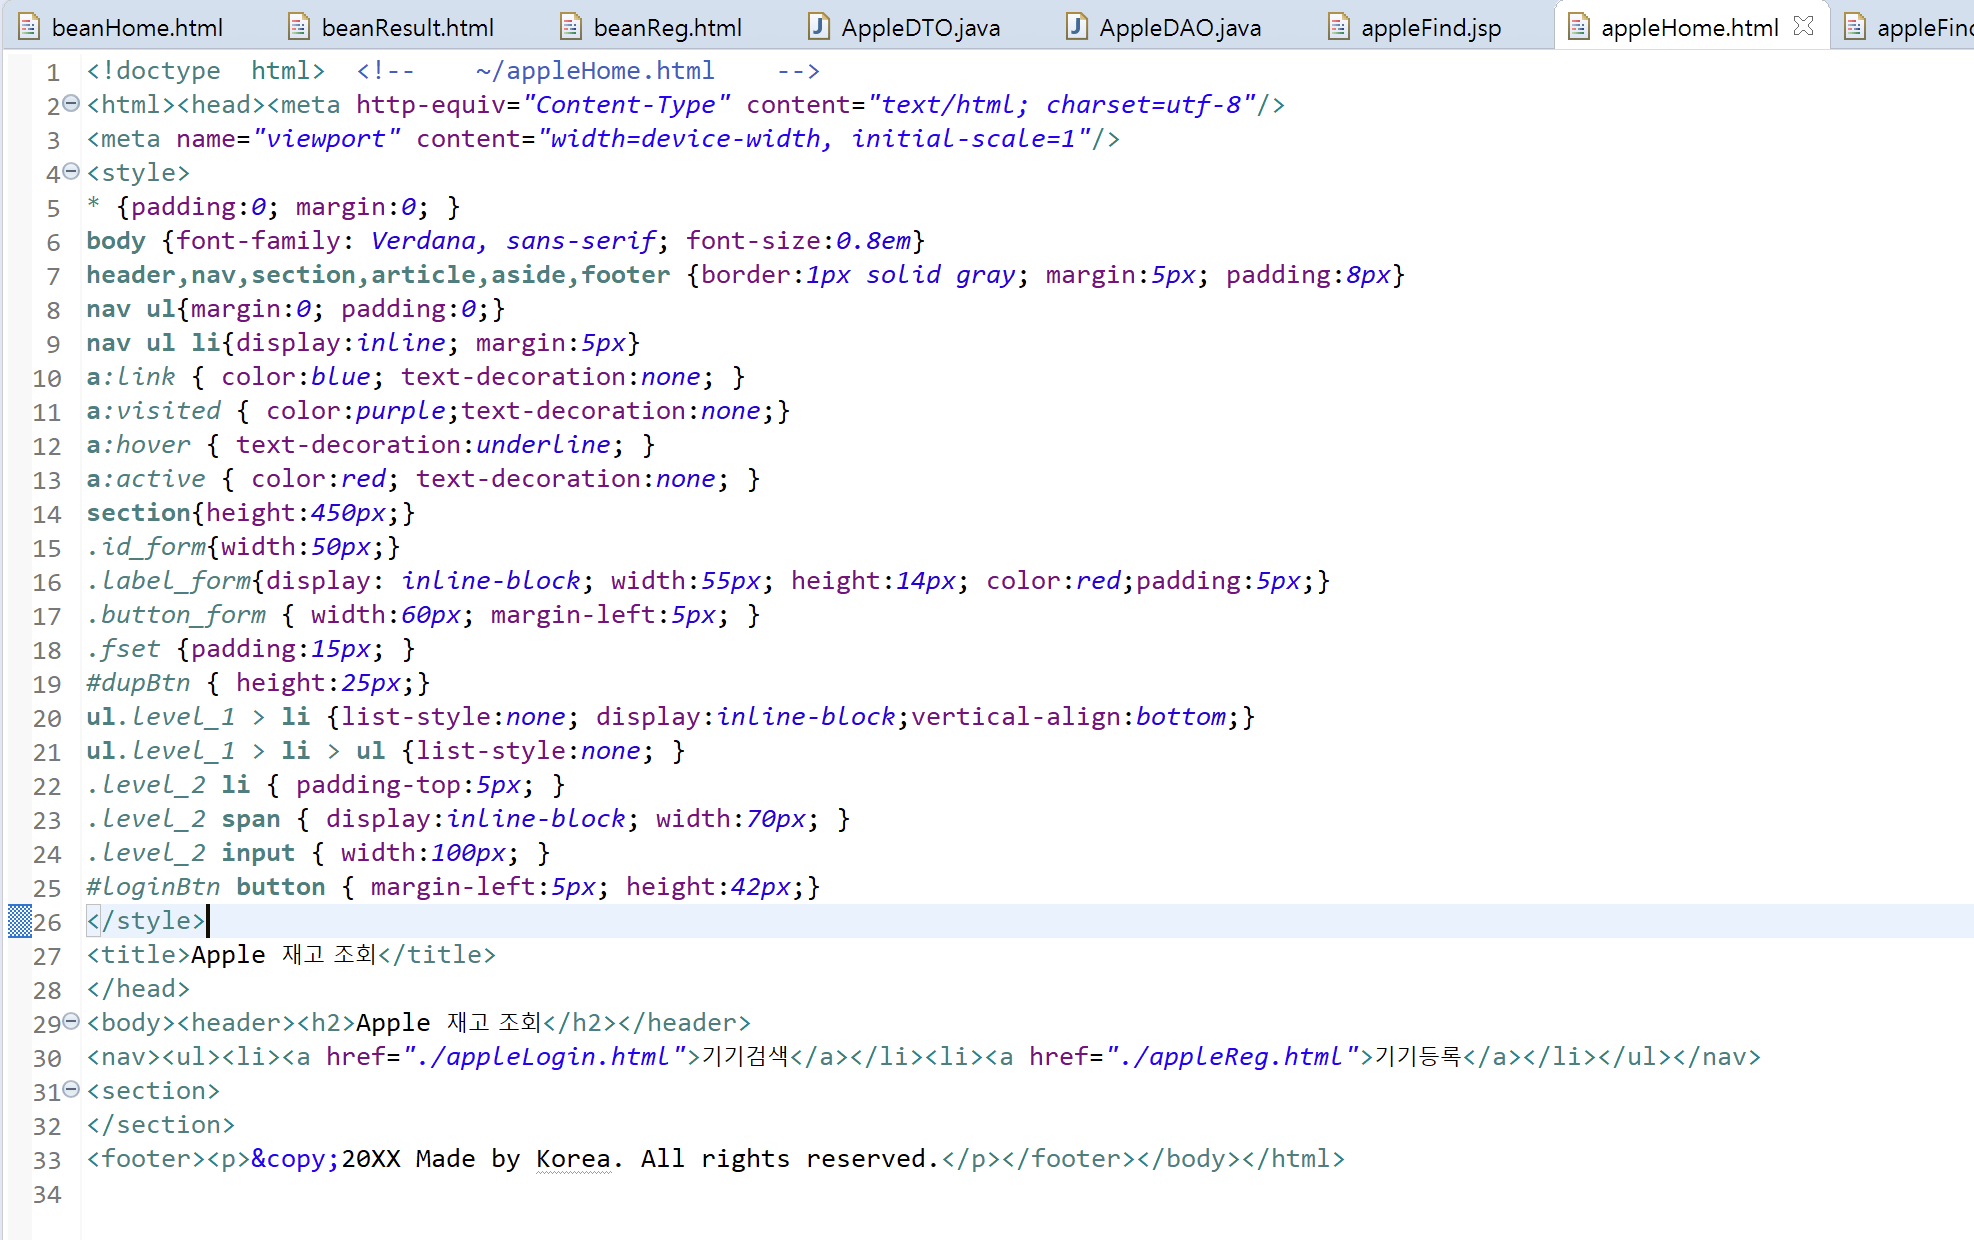 beanHome.html beanResult.html beanReg.html AppleDTO.java AppleDAO.java appleFind.jsp appleHome.html appleFind
1 <!doctype  html>  <!--    ~/appleHome.html    -->
2 <html><head><meta http-equiv="Content-Type" content="text/html; charset=utf-8"/>
3 <meta name="viewport" content="width=device-width, initial-scale=1"/>
4 <style>
5 * {padding:0; margin:0; }
6 body {font-family: Verdana, sans-serif; font-size:0.8em}
7 header,nav,section,article,aside,footer {border:1px solid gray; margin:5px; padding:8px}
8 nav ul{margin:0; padding:0;}
9 nav ul li{display:inline; margin:5px}
10 a:link { color:blue; text-decoration:none; }
11 a:visited { color:purple;text-decoration:none;}
12 a:hover { text-decoration:underline; }
13 a:active { color:red; text-decoration:none; }
14 section{height:450px;}
15 .id_form{width:50px;}
16 .label_form{display: inline-block; width:55px; height:14px; color:red;padding:5px;}
17 .button_form { width:60px; margin-left:5px; }
18 .fset {padding:15px; }
19 #dupBtn { height:25px;}
20 ul.level_1 > li {list-style:none; display:inline-block;vertical-align:bottom;}
21 ul.level_1 > li > ul {list-style:none; }
22 .level_2 li { padding-top:5px; }
23 .level_2 span { display:inline-block; width:70px; }
24 .level_2 input { width:100px; }
25 #loginBtn button { margin-left:5px; height:42px;}
26 </style>
27 <title>Apple 재고 조회</title>
28 </head>
29 <body><header><h2>Apple 재고 조회</h2></header>
30 <nav><ul><li><a href="./appleLogin.html">기기검색</a></li><li><a href="./appleReg.html">기기등록</a></li></ul></nav>
31 <section>
32 </section>
33 <footer><p>&copy;20XX Made by Korea. All rights reserved.</p></footer></body></html>
34